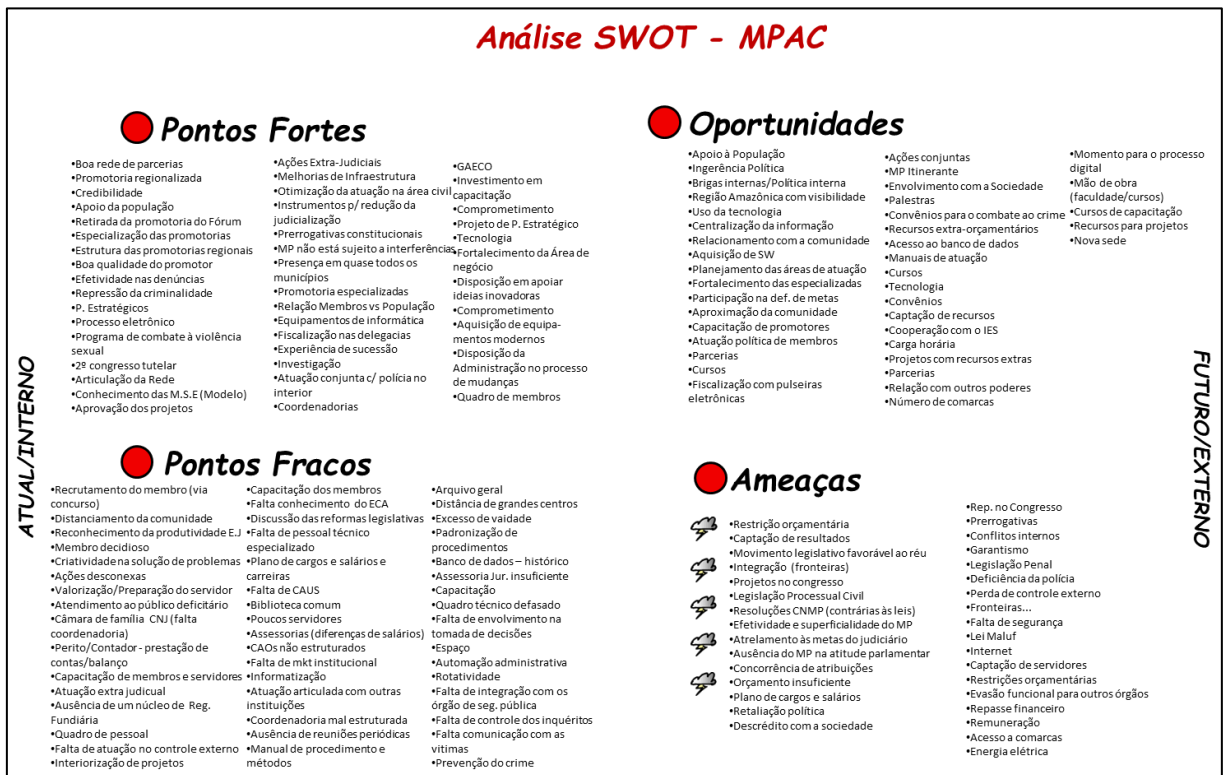 Análise SWOT - MPAC
Pontos Fortes
•Boa rede de parcerias
•Promotoria regionalizada
•Credibilidade
•Apoio da população
•Retirada da promotoria do Fórum
•Especialização das promotorias
•Estrutura das promotorias regionais
•Boa qualidade do promotor
•Efetividade nas denúncias
•Repressão da criminalidade
•P. Estratégicos
•Processo eletrônico
•Programa de combate à violência
sexual
•2º congresso tutelar
•Articulação da Rede
•Conhecimento das M.S.E (Modelo)
•Aprovação dos projetos
•Ações Extra-Judiciais
•Melhorias de Infraestrutura
•Otimização da atuação na área civil
•Instrumentos p/ redução da
judicialização
•Prerrogativas constitucionais
•MP não está sujeito a interferências
•Presença em quase todos os
municípios
•Promotoria especializadas
•Relação Membros vs População
•Equipamentos de informática
•Fiscalização nas delegacias
•Experiência de sucessão
•Investigação
•Atuação conjunta c/ polícia no
interior
•Coordenadorias
•GAECO
•Investimento em
capacitação
•Comprometimento
•Projeto de P. Estratégico
•Tecnologia
•Fortalecimento da Área de
negócio
•Disposição em apoiar
ideias inovadoras
•Comprometimento
•Aquisição de equipa-
mentos modernos
•Disposição da
Administração no processo
de mudanças
•Quadro de membros
Oportunidades
•Apoio à População
•Ingerência Política
•Brigas internas/Política interna
•Região Amazônica com visibilidade
•Uso da tecnologia
•Centralização da informação
•Relacionamento com a comunidade
•Aquisição de SW
•Planejamento das áreas de atuação
•Fortalecimento das especializadas
•Participação na def. de metas
•Aproximação da comunidade
•Capacitação de promotores
•Atuação política de membros
•Parcerias
•Cursos
•Fiscalização com pulseiras
eletrônicas
•Ações conjuntas
•MP Itinerante
•Envolvimento com a Sociedade
•Palestras
•Convênios para o combate ao crime
•Recursos extra-orçamentários
•Acesso ao banco de dados
•Manuais de atuação
•Cursos
•Tecnologia
•Convênios
•Captação de recursos
•Cooperação com o IES
•Carga horária
•Projetos com recursos extras
•Parcerias
•Relação com outros poderes
•Número de comarcas
•Momento para o processo
digital
•Mão de obra
(faculdade/cursos)
•Cursos de capacitação
•Recursos para projetos
•Nova sede
ATUAL/INTERNO
FUTURO/EXTERNO
Pontos Fracos
•Recrutamento do membro (via
concurso)
•Distanciamento da comunidade
•Reconhecimento da produtividade E.J
•Membro decidioso
•Criatividade na solução de problemas
•Ações desconexas
•Valorização/Preparação do servidor
•Atendimento ao público deficitário
•Câmara de família CNJ (falta
coordenadoria)
•Perito/Contador - prestação de
contas/balanço
•Capacitação de membros e servidores
•Atuação extra judicual
•Ausência de um núcleo de Reg.
Fundiária
•Quadro de pessoal
•Falta de atuação no controle externo
•Interiorização de projetos
•Capacitação dos membros
•Falta conhecimento do ECA
•Discussão das reformas legislativas
•Falta de pessoal técnico
especializado
•Plano de cargos e salários e
carreiras
•Falta de CAUS
•Biblioteca comum
•Poucos servidores
•Assessorias (diferenças de salários)
•CAOs não estruturados
•Falta de mkt institucional
•Informatização
•Atuação articulada com outras
instituições
•Coordenadoria mal estruturada
•Ausência de reuniões periódicas
•Manual de procedimento e
métodos
•Arquivo geral
•Distância de grandes centros
•Excesso de vaidade
•Padronização de
procedimentos
•Banco de dados – histórico
•Assessoria Jur. insuficiente
•Capacitação
•Quadro técnico defasado
•Falta de envolvimento na
tomada de decisões
•Espaço
•Automação administrativa
•Rotatividade
•Falta de integração com os
órgão de seg. pública
•Falta de controle dos inquéritos
•Falta comunicação com as
vitimas
•Prevenção do crime
Ameaças
•Restrição orçamentária
•Captação de resultados
•Movimento legislativo favorável ao réu
•Integração (fronteiras)
•Projetos no congresso
•Legislação Processual Civil
•Resoluções CNMP (contrárias às leis)
•Efetividade e superficialidade do MP
•Atrelamento às metas do judiciário
•Ausência do MP na atitude parlamentar
•Concorrência de atribuições
•Orçamento insuficiente
•Plano de cargos e salários
•Retaliação política
•Descrédito com a sociedade
•Rep. no Congresso
•Prerrogativas
•Conflitos internos
•Garantismo
•Legislação Penal
•Deficiência da polícia
•Perda de controle externo
•Fronteiras...
•Falta de segurança
•Lei Maluf
•Internet
•Captação de servidores
•Restrições orçamentárias
•Evasão funcional para outros órgãos
•Repasse financeiro
•Remuneração
•Acesso a comarcas
•Energia elétrica